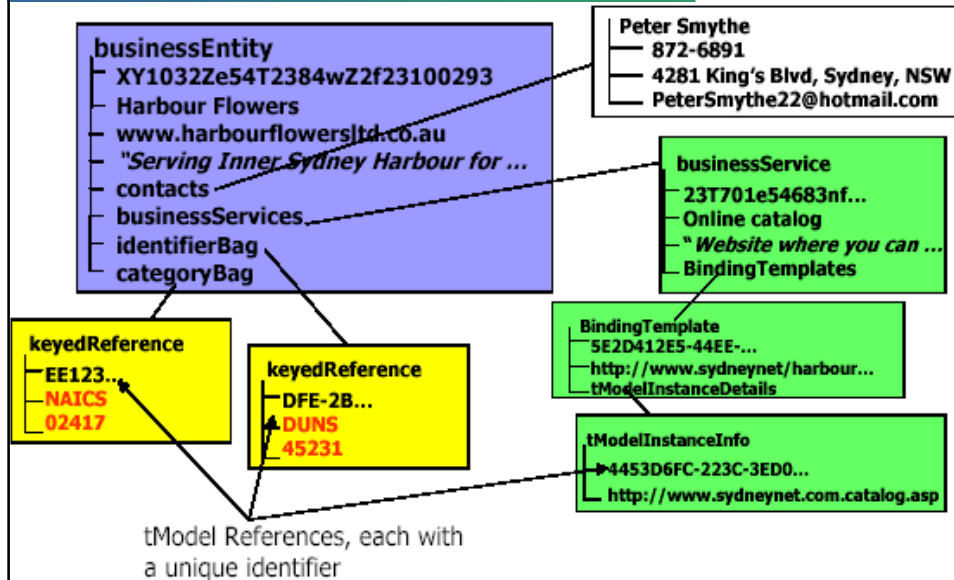 businessEntity
XY1032Ze54T2384wZ2f23100293
Harbour Flowers
www.harbourflowersltd.co.au
"Serving Inner Sydney Harbour for ...
contacts
businessServices
identifierBag
categoryBag
Peter Smythe
872-6891
4281 King's Blvd, Sydney, NSW
PeterSmythe22@hotmail.com
businessService
23T701e54683nf...
Online catalog
"Website where you can ...
BindingTemplates
BindingTemplate
5E2D412E5-44EE-...
http://www.sydneynet/harbour...
tModelInstanceDetails
tModelInstanceInfo
4453D6FC-223C-3ED0...
http://www.sydneynet.com.catalog.asp
keyedReference
EE123...
NAICS
02417
keyedReference
DFE-2B...
DUNS
45231
tModel References, each with
a unique identifier